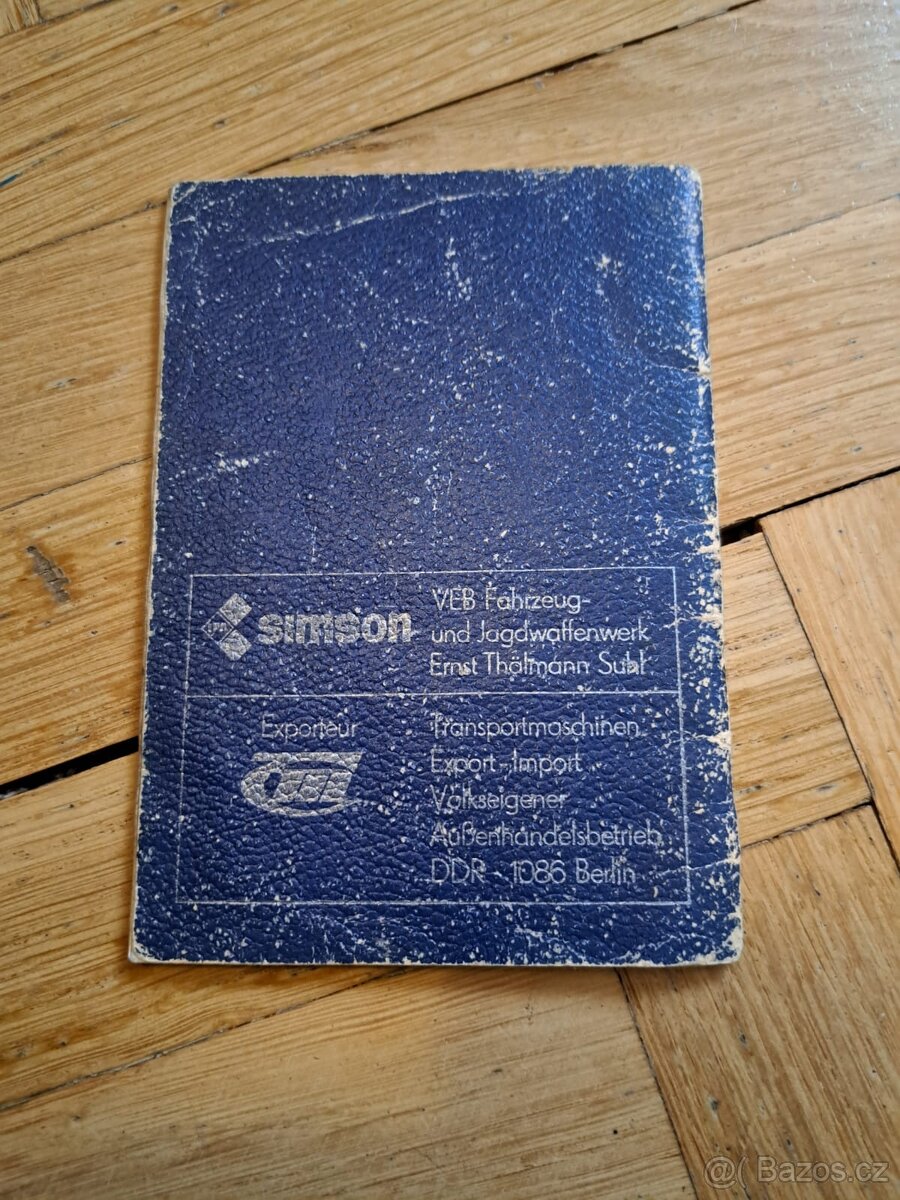 simson
VEB Fahrzeug-
und Jagdwaffenwerk
Ernst Thälmann Suhl
Exporteur
Transportmaschinen
Export-Import
Volkseigener
Außenhandelsbetrieb
DDR - 1086 Berlin
@( Bazos.cz